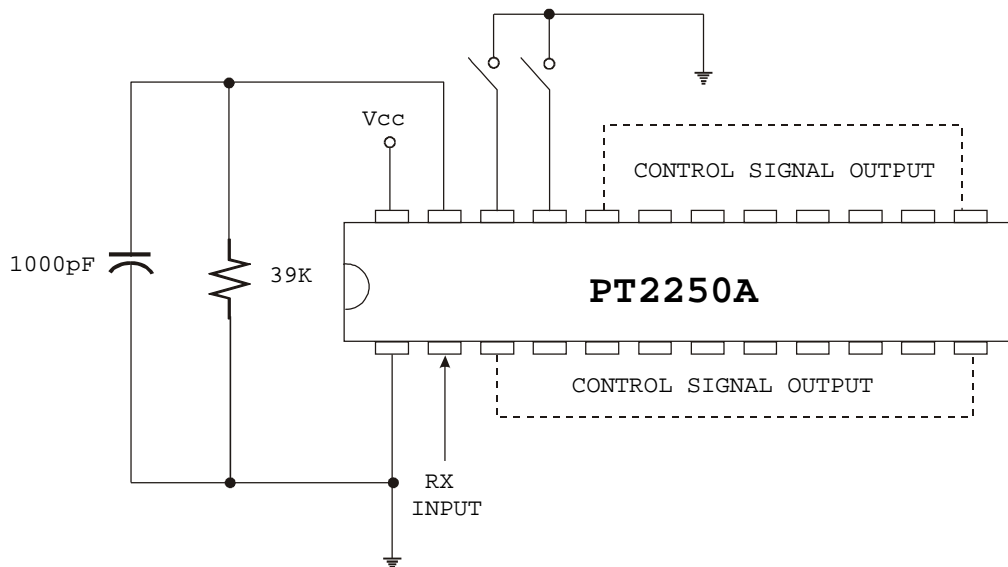 Vcc
CONTROL SIGNAL OUTPUT
1000pF
39K
PT2250A
CONTROL SIGNAL OUTPUT
RX
INPUT